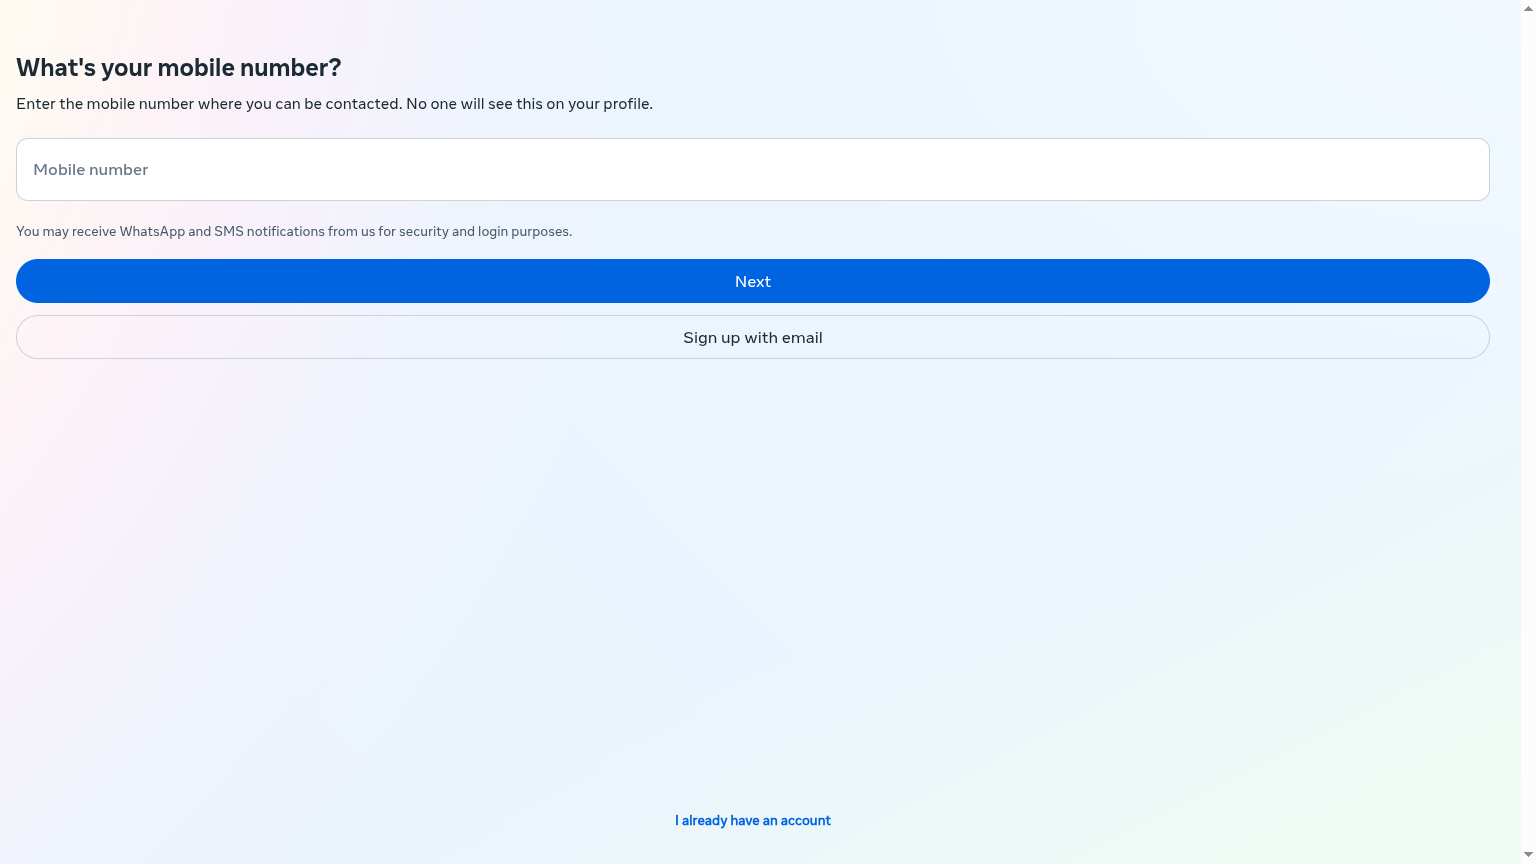 What's your mobile number?
Enter the mobile number where you can be contacted. No one will see this on your profile.
Mobile number
You may receive WhatsApp and SMS notifications from us for security and login purposes.
Next
Sign up with email
I already have an account